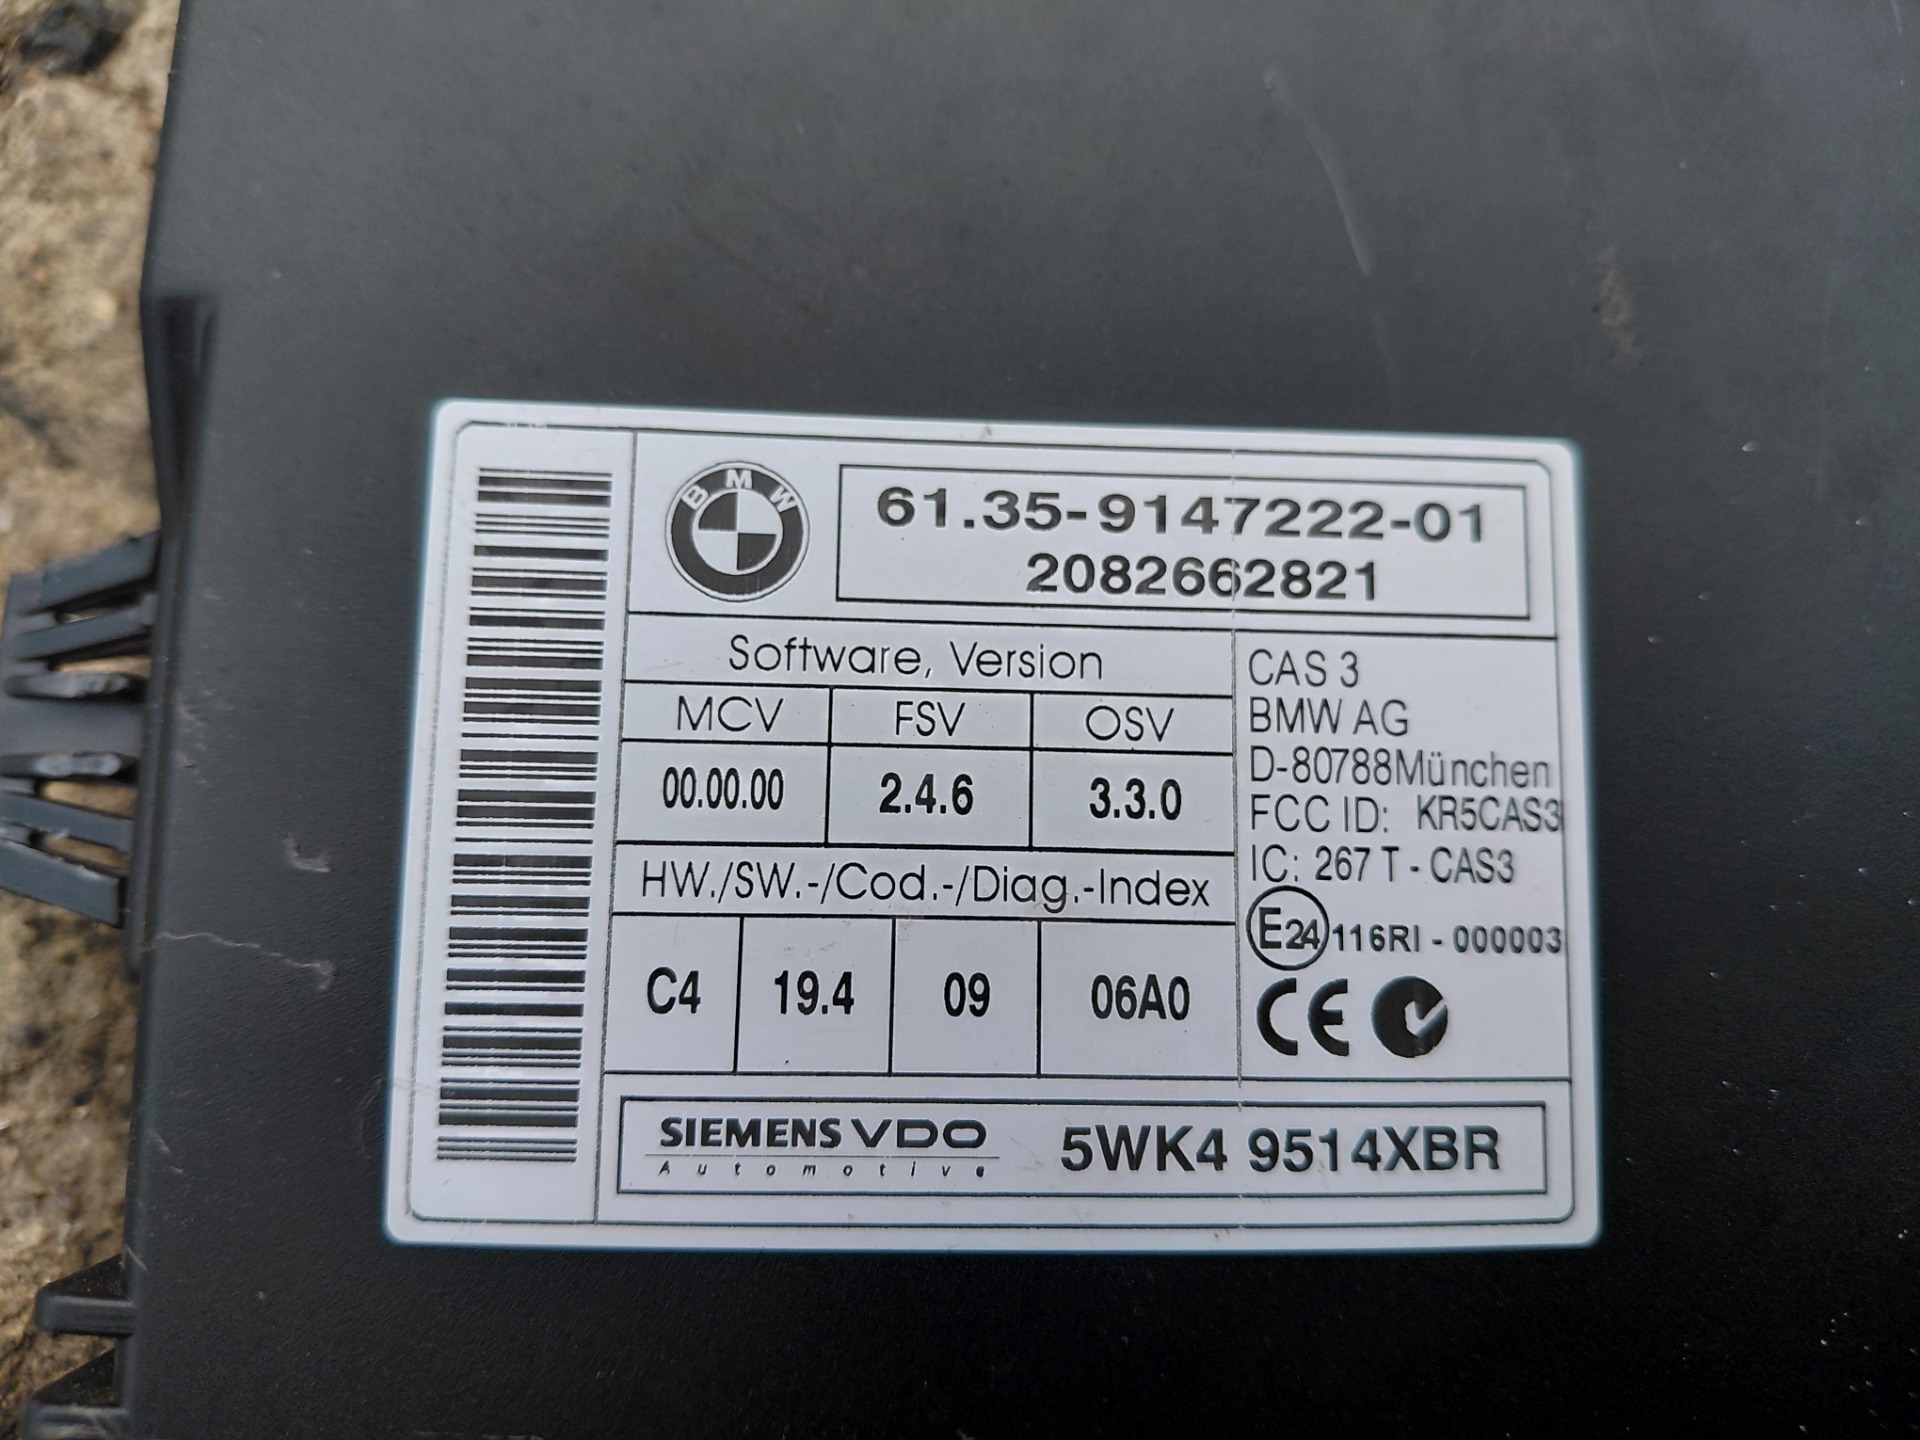 BMW
61.35-9147222-01
2082662821
Software, Version
MCV FSV OSV
00.00.00 2.4.6 3.3.0
HW./SW.-/Cod.-/Diag.-Index
C4 19.4 09 06A0
CAS 3
BMW AG
D-80788München
FCC ID: KR5CAS3
IC: 267 T - CAS3
E24 116RI - 000003
CE
SIEMENS VDO
Automotive
5WK4 9514XBR